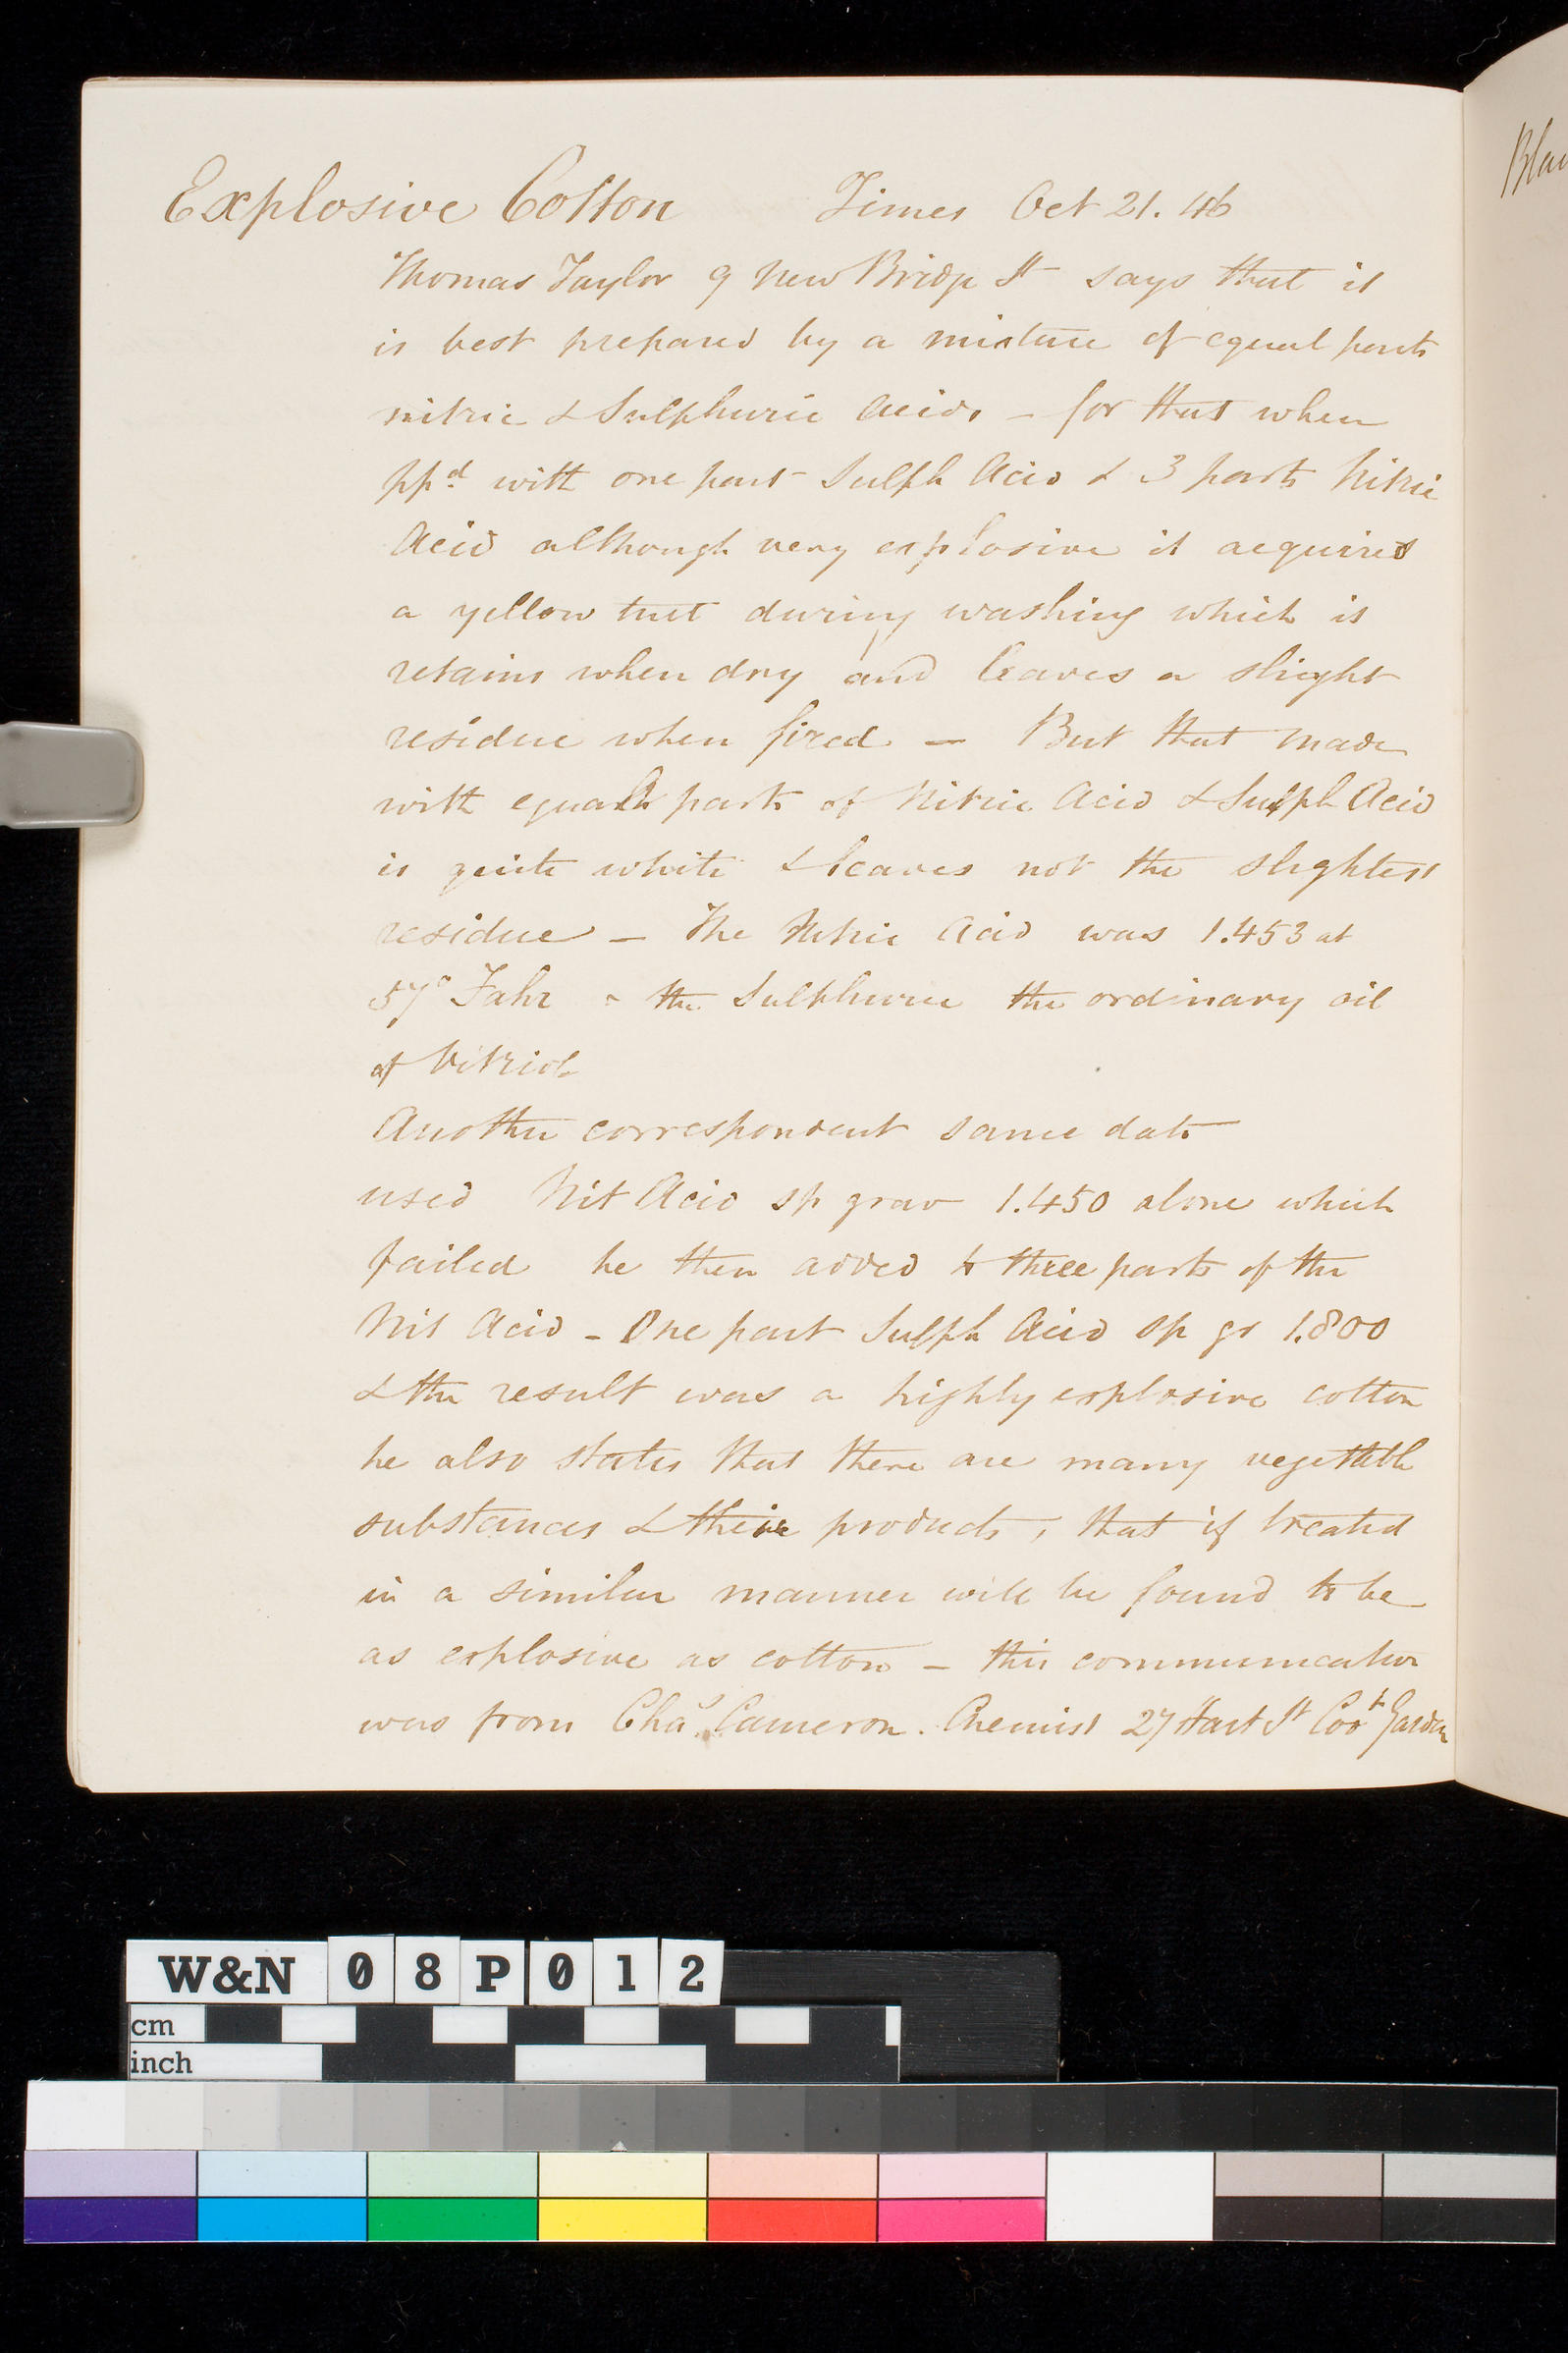 Explosive Cotton Times Oct 21. 46
Thomas Taylor 9 New Bridge St says that it
is best prepared by a mixture of equal parts
nitric & Sulphuric Acids - for that when
ppd with one part Sulph Acid & 3 parts Nitric
Acid although very explosive it acquires
a yellow tint during washing which it
retains when dry and leaves a slight
residue when fired - But that made
with equal parts of Nitric Acid & Sulph Acid
is quite white & leaves not the slightest
residue - The Nitric Acid was 1.453 at
57° Fahr - the Sulphuric the ordinary oil
of Vitriol
Another correspondent same date
used Nit Acid sp grav 1.450 alone which
failed he then added to three parts of the
Nit Acid - One part Sulph Acid sp gr 1.800
& the result was a highly explosive cotton
he also states that there are many vegetable
substances & their products, that if treated
in a similar manner will be found to be
as explosive as cotton - this communication
was from Chas Cameron. Chemist 27 Hart St Covt Garden
W&N 08P012
cm
inch